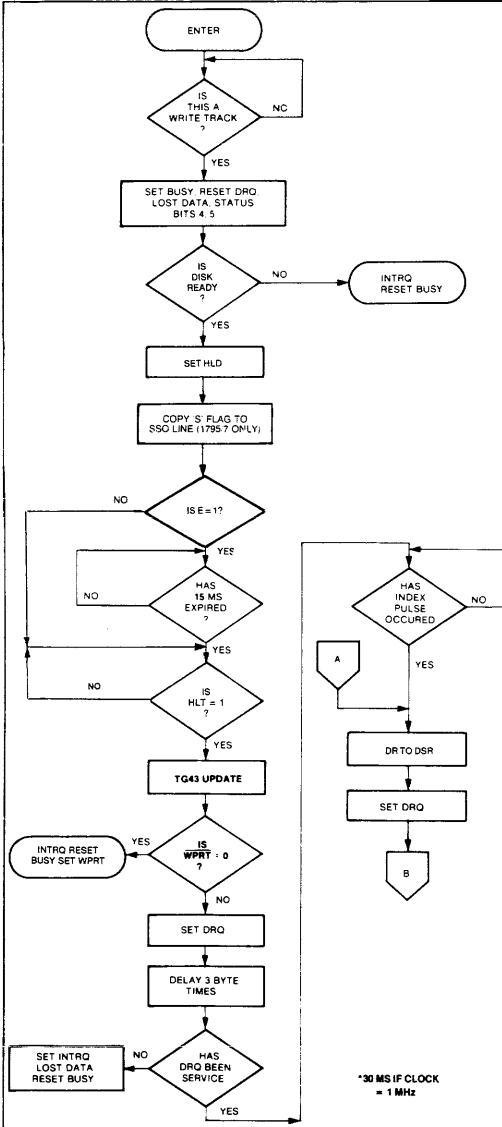 ENTER
IS
THIS A
WRITE TRACK
?
NC
YES
SET BUSY, RESET DRQ,
LOST DATA, STATUS
BITS 4, 5
IS
DISK
READY
?
NO
INTRQ
RESET BUSY
YES
SET HLD
COPY 'S' FLAG TO
SSO LINE (1795-7 ONLY)
NO
IS E = 1?
YES
HAS
15 MS
EXPIRED
?
NO
YES
NO
IS
HLT = 1
?
YES
TG43 UPDATE
INTRQ RESET
BUSY SET WPRT
YES
IS
WPRT = 0
?
NO
SET DRQ
DELAY 3 BYTE
TIMES
SET INTRQ
LOST DATA
RESET BUSY
NO
HAS
DRQ BEEN
SERVICE
YES
HAS
INDEX
PULSE
OCCURED
NO
A
YES
DR TO DSR
SET DRQ
B
*30 MS IF CLOCK
= 1 MHz